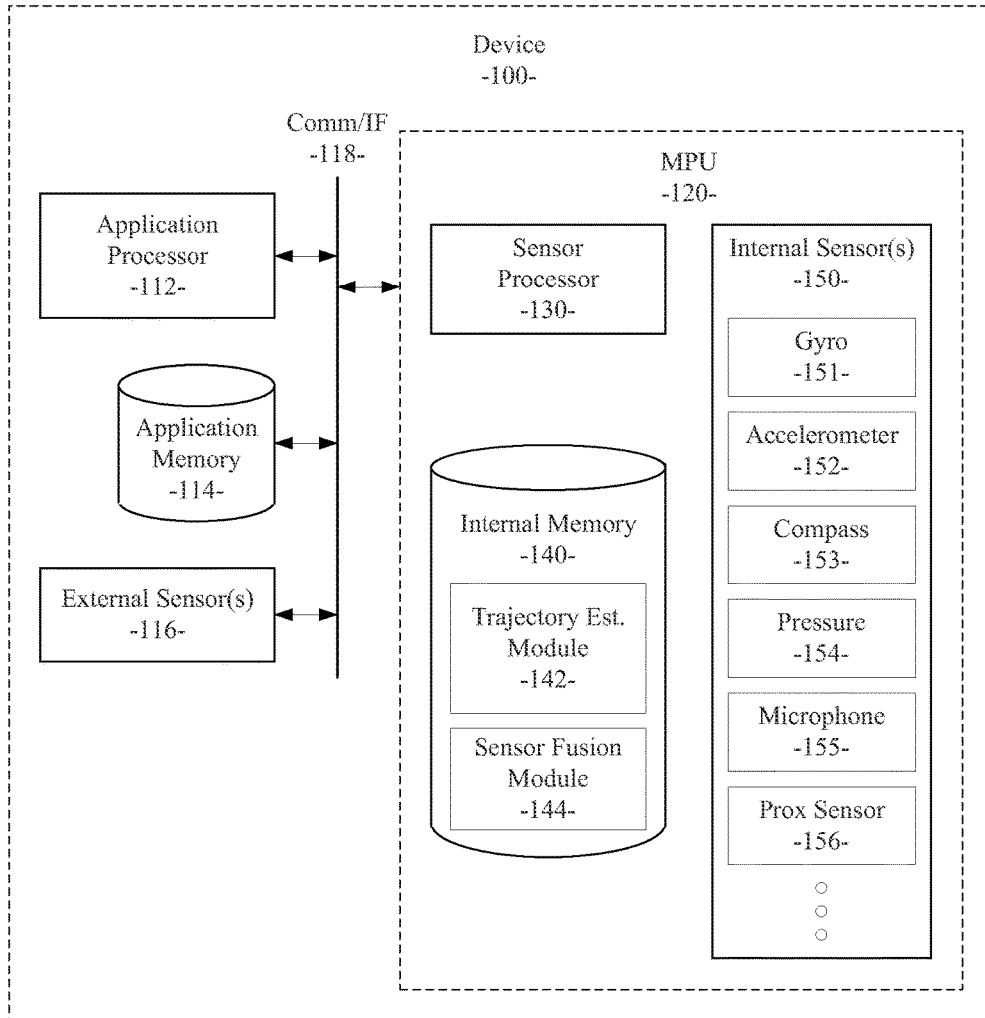 Device
-100-
Comm/IF
-118-
MPU
-120-
Application
Processor
-112-
Sensor
Processor
-130-
Internal Sensor(s)
-150-
Gyro
-151-
Application
Memory
-114-
Accelerometer
-152-
Internal Memory
-140-
Compass
-153-
External Sensor(s)
-116-
Trajectory Est.
Module
-142-
Pressure
-154-
Microphone
-155-
Sensor Fusion
Module
-144-
Prox Sensor
-156-